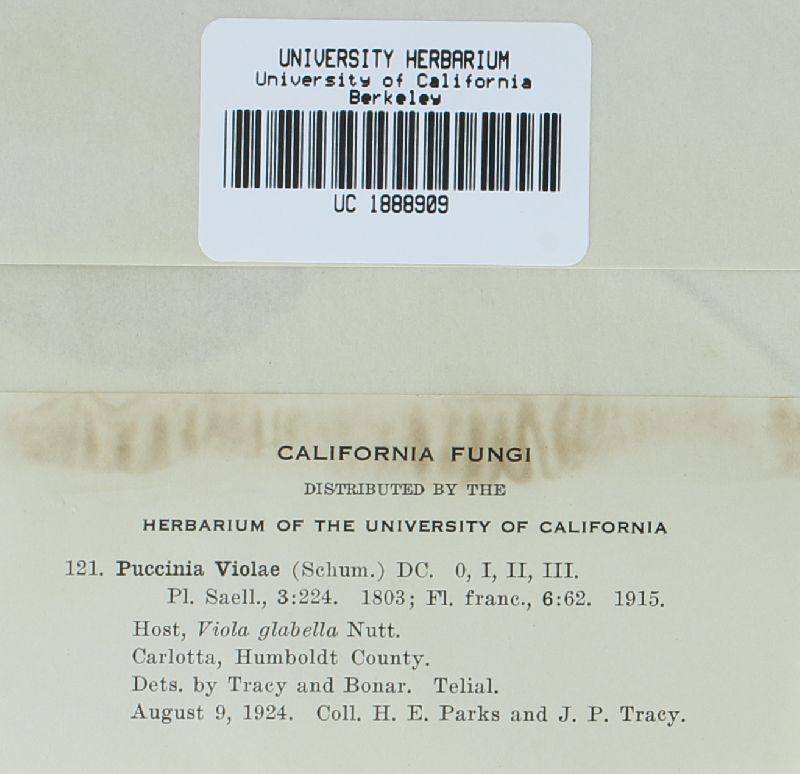 UNIVERSITY HERBARIUM
University of California
Berkeley
UC 1888909
CALIFORNIA FUNGI
DISTRIBUTED BY THE
HERBARIUM OF THE UNIVERSITY OF CALIFORNIA
121. Puccinia Violae (Schum.) DC. 0, I, II, III.
Pl. Saell., 3:224. 1803; Fl. franc., 6:62. 1915.
Host, Viola glabella Nutt.
Carlotta, Humboldt County.
Dets. by Tracy and Bonar. Telial.
August 9, 1924. Coll. H. E. Parks and J. P. Tracy.